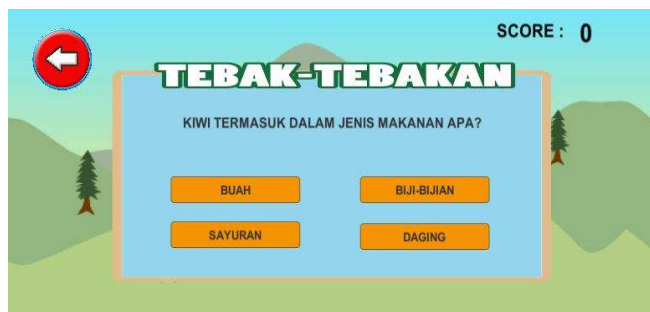 SCORE : 0
TEBAK-TEBAKAN
KIWI TERMASUK DALAM JENIS MAKANAN APA?
BUAH
BIJI-BIJIAN
SAYURAN
DAGING